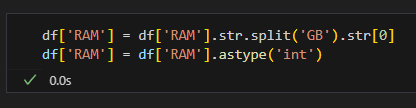 df['RAM'] = df['RAM'].str.split('GB').str[0]
df['RAM'] = df['RAM'].astype('int')
0.0s